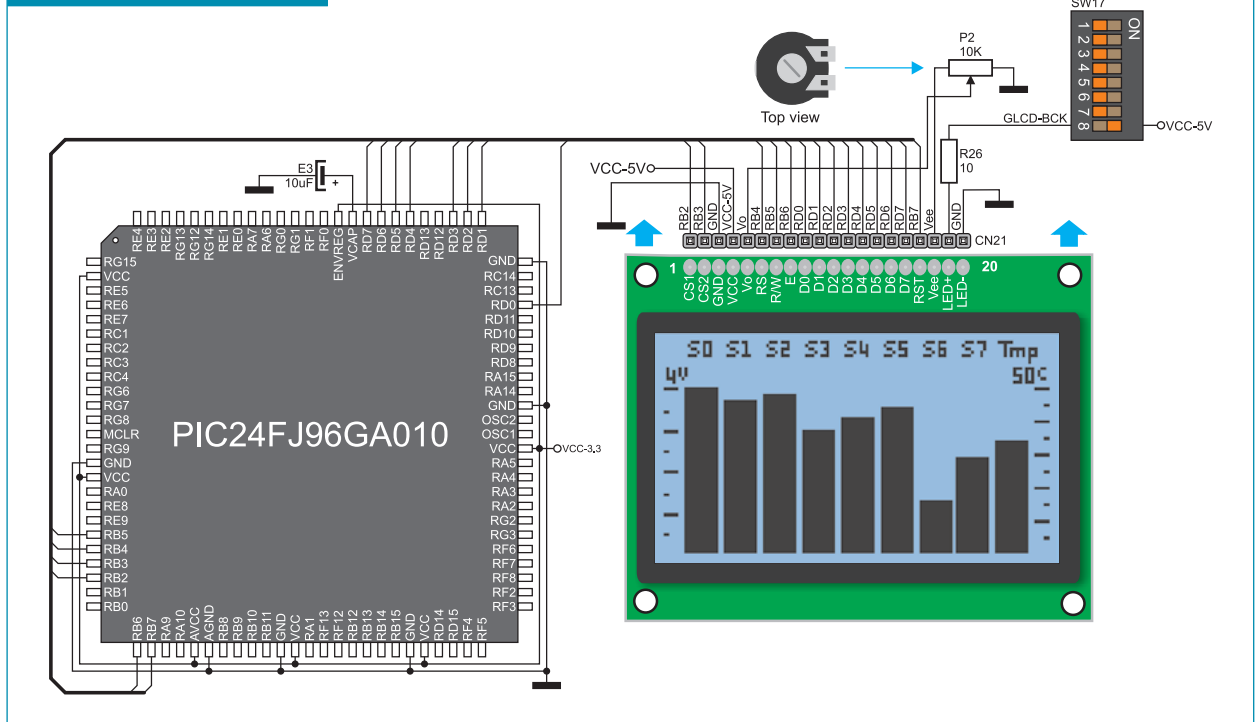 SW17
ON
1
2
3
4
5
6
7
8
P2
10K
Top view
GLCD-BCK
VCC-5V
R26
10
E3
10uF
+
VCC-5V
RB2
RB3
GND
VCC-5V
Vo
RB4
RB5
RB6
RD0
RD1
RD2
RD3
RD4
RD5
RD6
RD7
RB7
Vee
GND
CN21
1
20
CS1
CS2
GND
VCC
Vo
RS
R/W
E
D0
D1
D2
D3
D4
D5
D6
D7
RST
Vee
LED+
LED-
S0 S1 S2 S3 S4 S5 S6 S7 Tmp
4V
50C
RE4
RE3
RE2
RG13
RG12
RG14
RE1
RE0
RA7
RA6
RG0
RG1
RF1
RF0
ENVREG
VCAP
RD7
RD6
RD5
RD4
RD13
RD12
RD3
RD2
RD1
RG15
VCC
RE5
RE6
RE7
RC1
RC2
RC3
RC4
RG6
RG7
RG8
MCLR
RG9
GND
VCC
RA0
RE8
RE9
RB5
RB4
RB3
RB2
RB1
RB0
PIC24FJ96GA010
GND
RC14
RC13
RD0
RD11
RD10
RD9
RD8
RA15
RA14
GND
OSC2
OSC1
VCC
RA5
RA4
RA3
RA2
RG2
RG3
RF6
RF7
RF8
RF2
RF3
VCC-3.3
RB6
RB7
RA9
RA10
AVCC
AGND
RB8
RB9
RB10
RB11
GND
VCC
RA1
RF13
RF12
RB12
RB13
RB14
RB15
GND
VCC
RD14
RD15
RF4
RF5